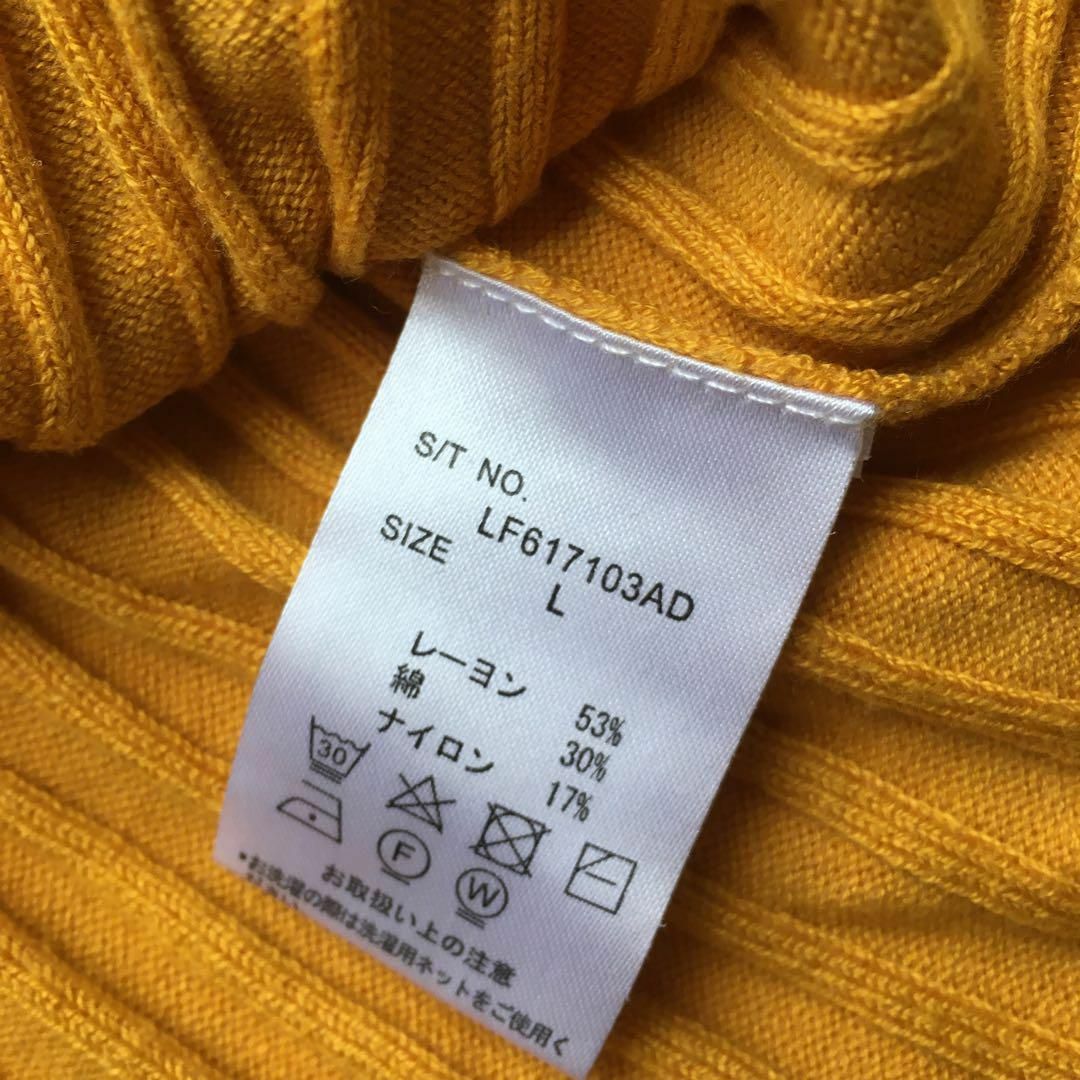 S/T NO.
LF617103AD
SIZE
L
レーヨン 53%
綿 30%
ナイロン 17%
30
F
W
お取扱い上の注意
•お洗濯の際は洗濯用ネットをご使用く